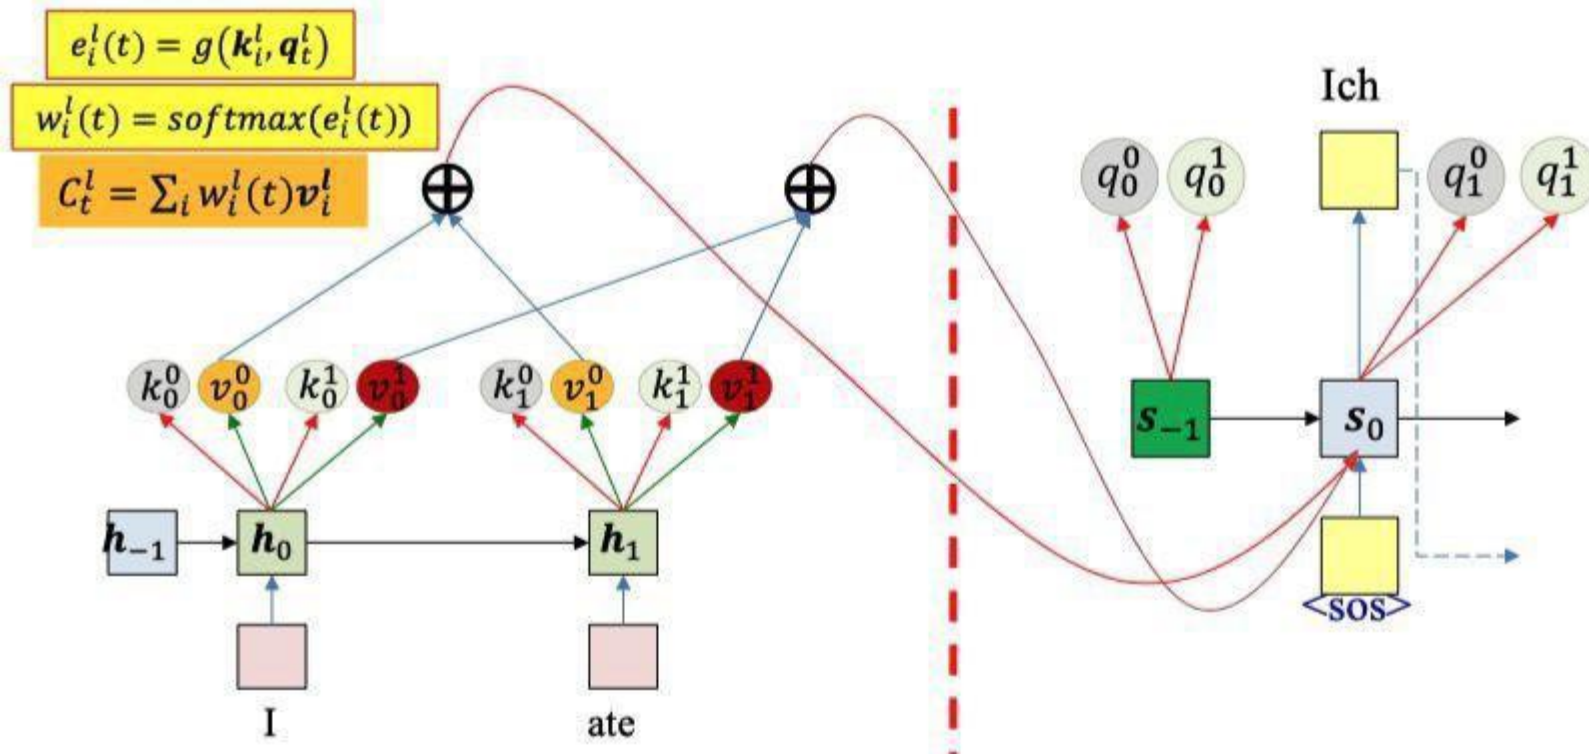 e_i^l(t) = g(k_i^l, q_t^l)
w_i^l(t) = softmax(e_i^l(t))
C_t^l = ∑_i w_i^l(t)v_i^l
Ich
q_0^0 q_0^1 q_1^0 q_1^1
k_0^0 v_0^0 k_0^1 v_0^1 k_1^0 v_1^0 k_1^1 v_1^1
s_{-1} s_0
h_{-1} h_0 h_1
<sos>
I ate